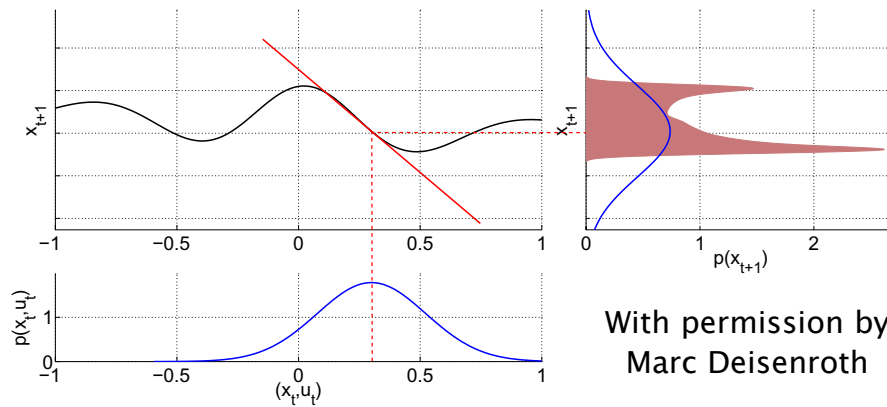 x_{t+1}
−1 −0.5 0 0.5 1
x_{t+1}
0 1 2
p(x_{t+1})
p(x_t,u_t)
1
0
−1 −0.5 0 0.5 1
(x_t,u_t)
With permission by
Marc Deisenroth